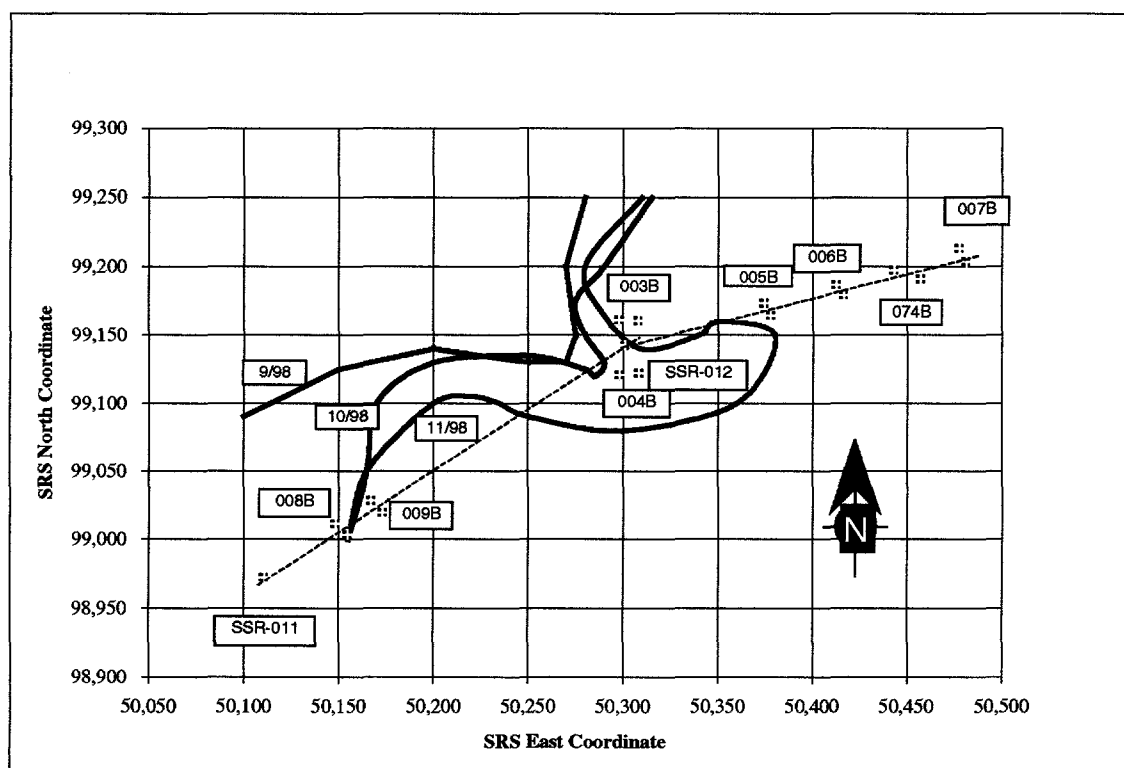 99,300
99,250
99,200
99,150
99,100
99,050
99,000
98,950
98,900
SRS North Coordinate
007B
006B
005B
003B
074B
SSR-012
004B
9/98
10/98
11/98
008B
009B
SSR-011
N
50,050 50,100 50,150 50,200 50,250 50,300 50,350 50,400 50,450 50,500
SRS East Coordinate